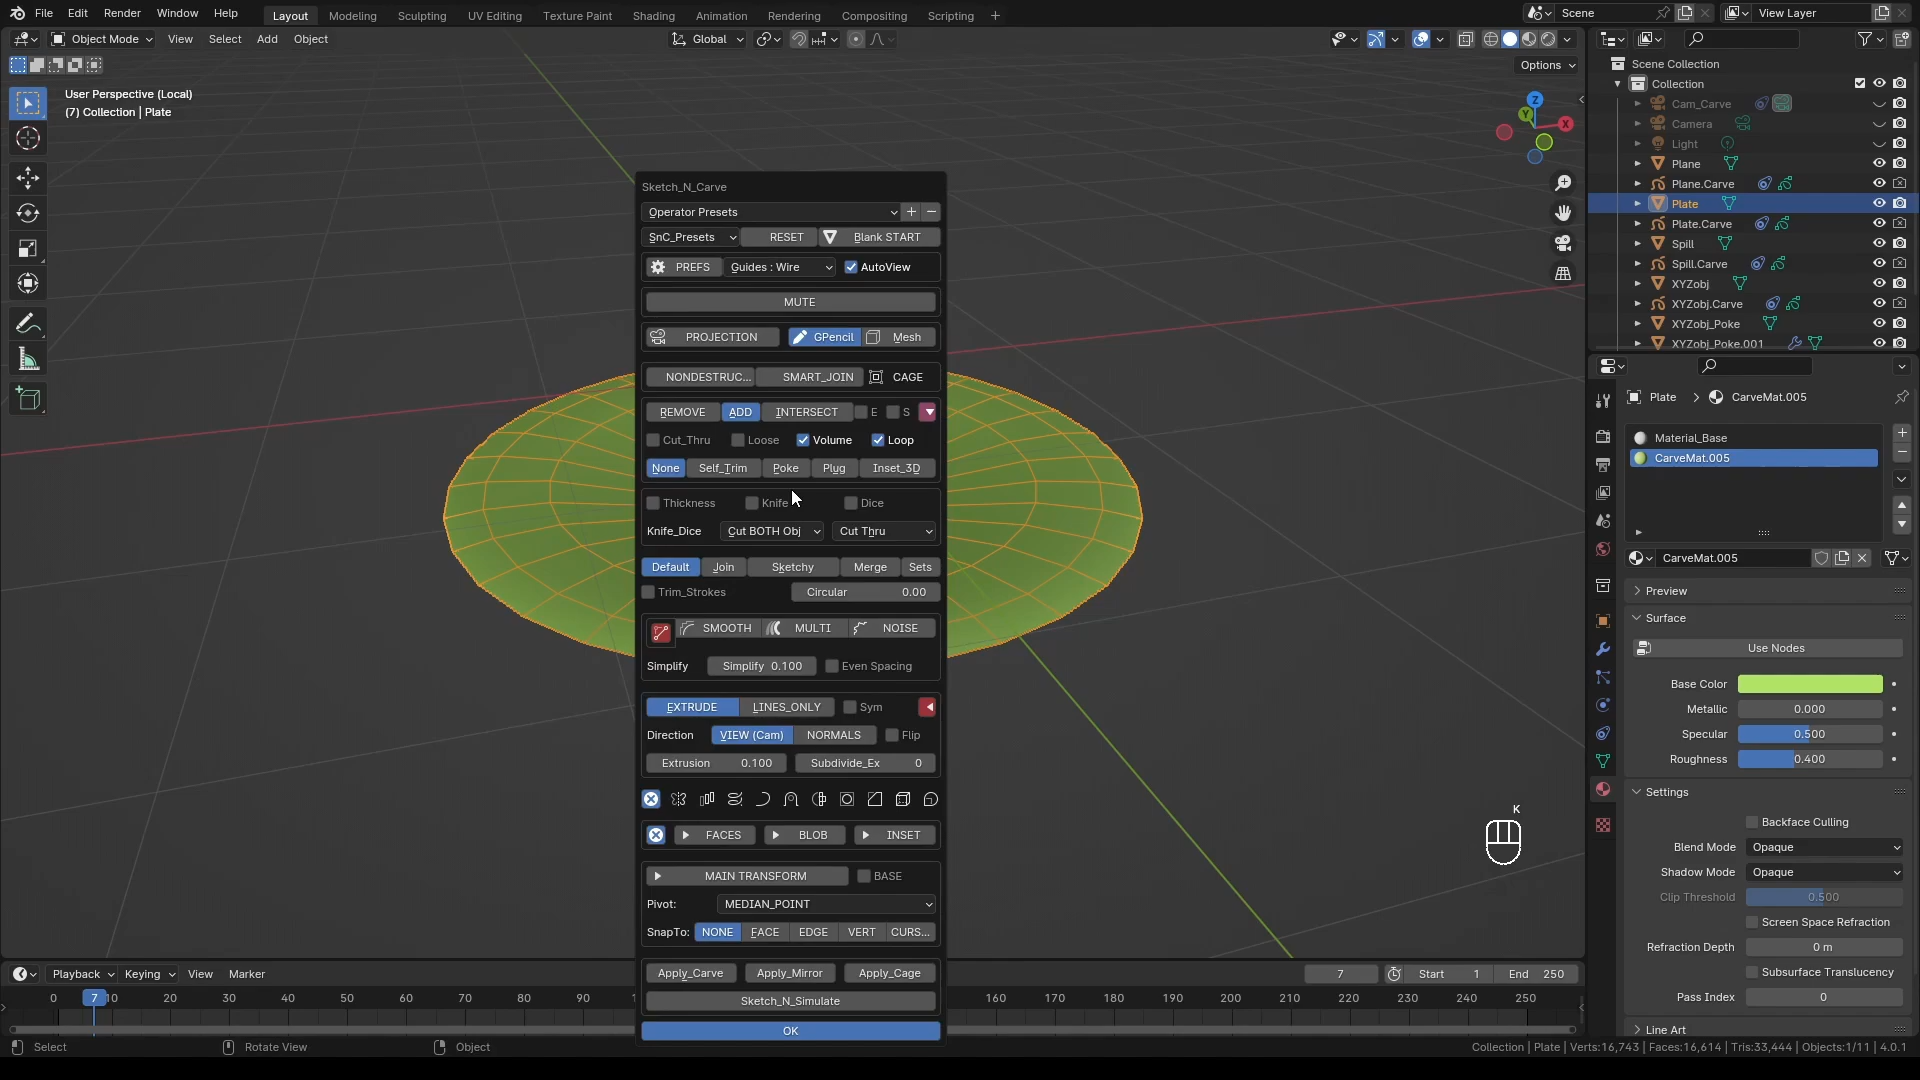 File Edit Render Window Help
Layout Modeling Sculpting UV Editing Texture Paint Shading Animation Rendering Compositing Scripting +
Scene
View Layer
Object Mode View Select Add Object
Global
Options
User Perspective (Local)
(7) Collection | Plate
Z
Y
X
Sketch_N_Carve
Operator Presets + −
SnC_Presets RESET Blank START
PREFS Guides : Wire AutoView
MUTE
PROJECTION GPencil Mesh
NONDESTRUC... SMART_JOIN CAGE
REMOVE ADD INTERSECT E S
Cut_Thru Loose Volume Loop
None Self_Trim Poke Plug Inset_3D
Thickness Knife Dice
Knife_Dice Cut BOTH Obj Cut Thru
Default Join Sketchy Merge Sets
Trim_Strokes Circular 0.00
SMOOTH MULTI NOISE
Simplify Simplify 0.100 Even Spacing
EXTRUDE LINES_ONLY Sym
Direction VIEW (Cam) NORMALS Flip
Extrusion 0.100 Subdivide_Ex 0
FACES BLOB INSET
MAIN TRANSFORM BASE
Pivot: MEDIAN_POINT
SnapTo: NONE FACE EDGE VERT CURS...
Apply_Carve Apply_Mirror Apply_Cage
Sketch_N_Simulate
OK
K
Scene Collection
Collection
Cam_Carve
Camera
Light
Plane
Plane.Carve
Plate
Plate.Carve
Spill
Spill.Carve
XYZobj
XYZobj.Carve
XYZobj_Poke
XYZobj_Poke.001
Plate > CarveMat.005
Material_Base
CarveMat.005
CarveMat.005
Preview
Surface
Use Nodes
Base Color
Metallic 0.000
Specular 0.500
Roughness 0.400
Settings
Backface Culling
Blend Mode Opaque
Shadow Mode Opaque
Clip Threshold 0.500
Screen Space Refraction
Refraction Depth 0 m
Subsurface Translucency
Pass Index 0
Line Art
Playback Keying View Marker
7 Start 1 End 250
0 7 10 20 30 40 50 60 70 80 90 160 170 180 190 200 210 220 230 240 250
Select Rotate View Object
Collection | Plate | Verts:16,743 | Faces:16,614 | Tris:33,444 | Objects:1/11 | 4.0.1